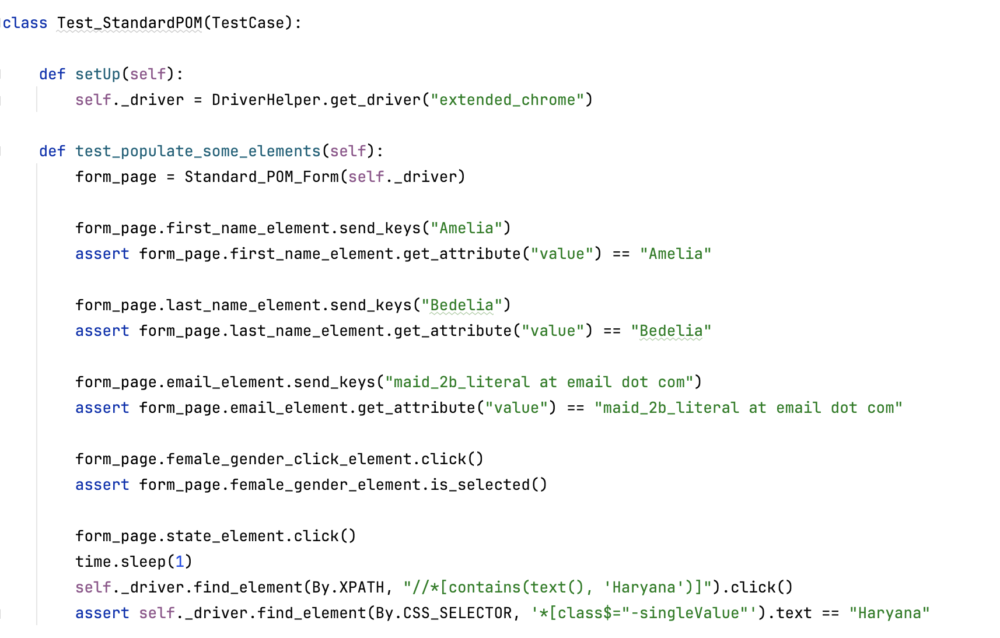 class Test_StandardPOM(TestCase):
def setUp(self):
self._driver = DriverHelper.get_driver("extended_chrome")
def test_populate_some_elements(self):
form_page = Standard_POM_Form(self._driver)
form_page.first_name_element.send_keys("Amelia")
assert form_page.first_name_element.get_attribute("value") == "Amelia"
form_page.last_name_element.send_keys("Bedelia")
assert form_page.last_name_element.get_attribute("value") == "Bedelia"
form_page.email_element.send_keys("maid_2b_literal at email dot com")
assert form_page.email_element.get_attribute("value") == "maid_2b_literal at email dot com"
form_page.female_gender_click_element.click()
assert form_page.female_gender_element.is_selected()
form_page.state_element.click()
time.sleep(1)
self._driver.find_element(By.XPATH, "//*[contains(text(), 'Haryana')]").click()
assert self._driver.find_element(By.CSS_SELECTOR, '*[class$="-singleValue"').text == "Haryana"